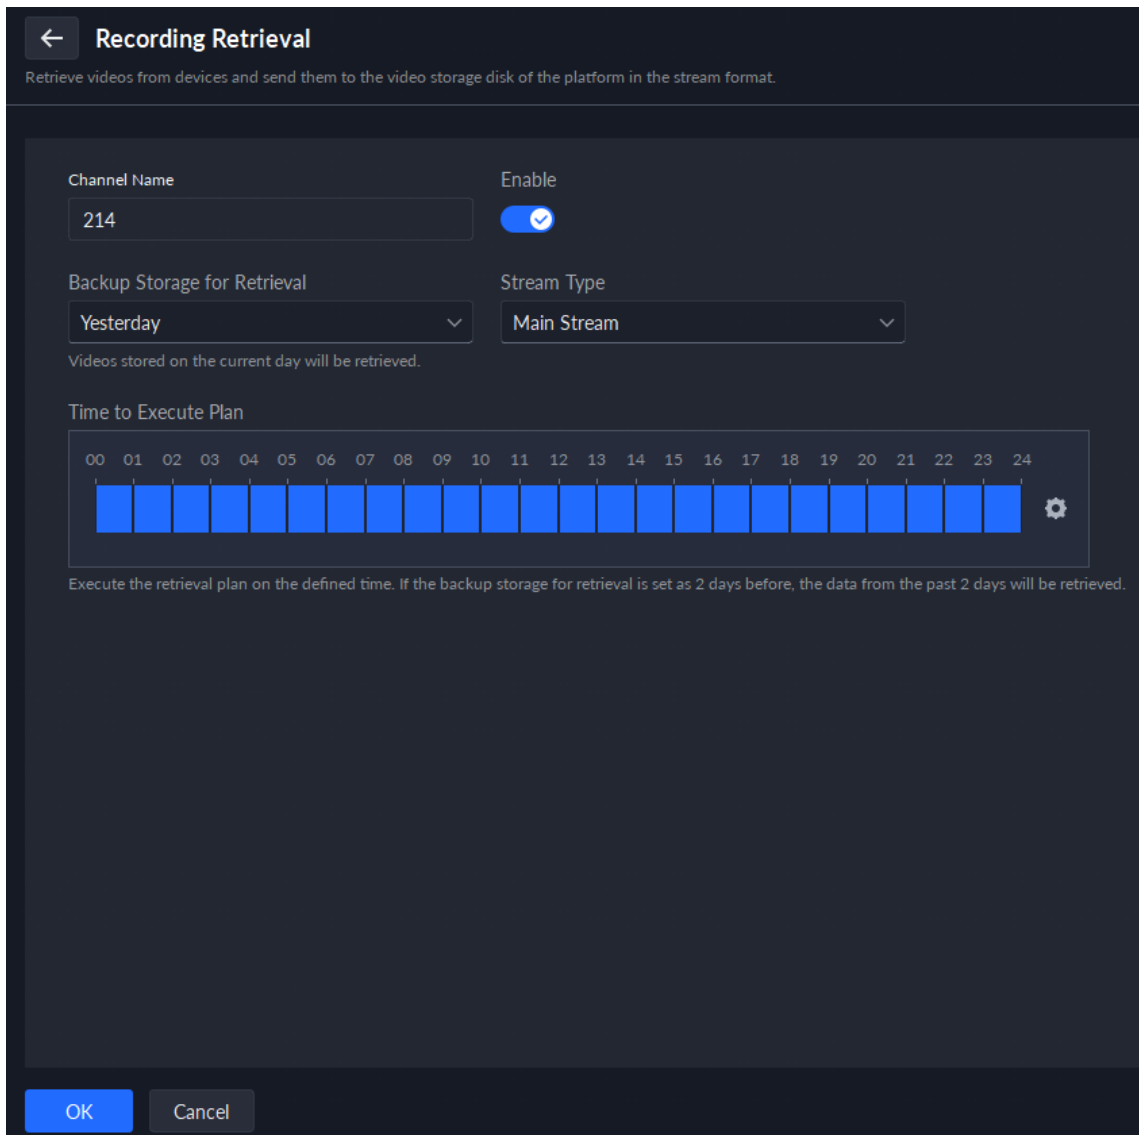 Recording Retrieval
Retrieve videos from devices and send them to the video storage disk of the platform in the stream format.
Channel Name
Enable
214
Backup Storage for Retrieval
Stream Type
Yesterday
Main Stream
Videos stored on the current day will be retrieved.
Time to Execute Plan
00 01 02 03 04 05 06 07 08 09 10 11 12 13 14 15 16 17 18 19 20 21 22 23 24
Execute the retrieval plan on the defined time. If the backup storage for retrieval is set as 2 days before, the data from the past 2 days will be retrieved.
OK
Cancel